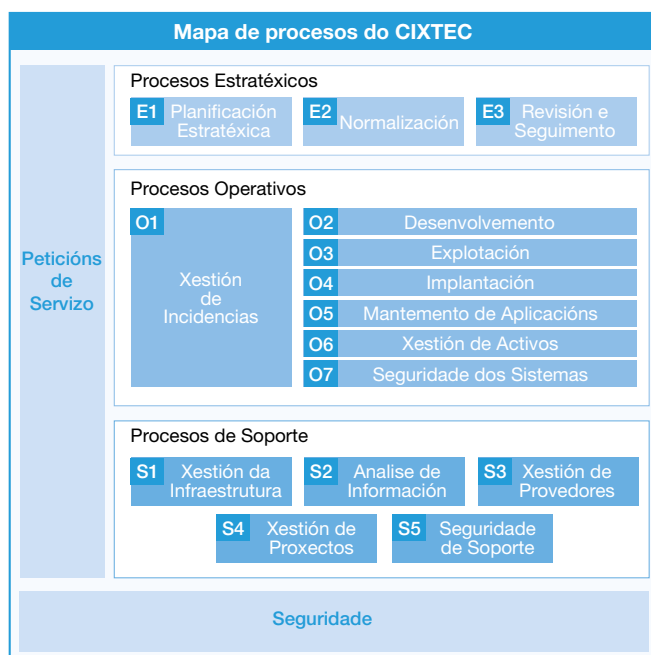 Mapa de procesos do CIXTEC
Peticións
de
Servizo
Procesos Estratéxicos
E1 Planificación
Estratéxica
E2 Normalización
E3 Revisión e
Seguimento
Procesos Operativos
O1
Xestión
de
Incidencias
O2 Desenvolvemento
O3 Explotación
O4 Implantación
O5 Mantemento de Aplicacións
O6 Xestión de Activos
O7 Seguridade dos Sistemas
Procesos de Soporte
S1 Xestión da
Infraestrutura
S2 Analise de
Información
S3 Xestión de
Provedores
S4 Xestión de
Proxectos
S5 Seguridade
de Soporte
Seguridade